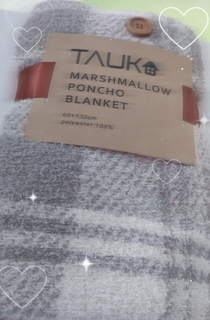 TAUK
MARSHMALLOW
PONCHO
BLANKET
polyester 100%